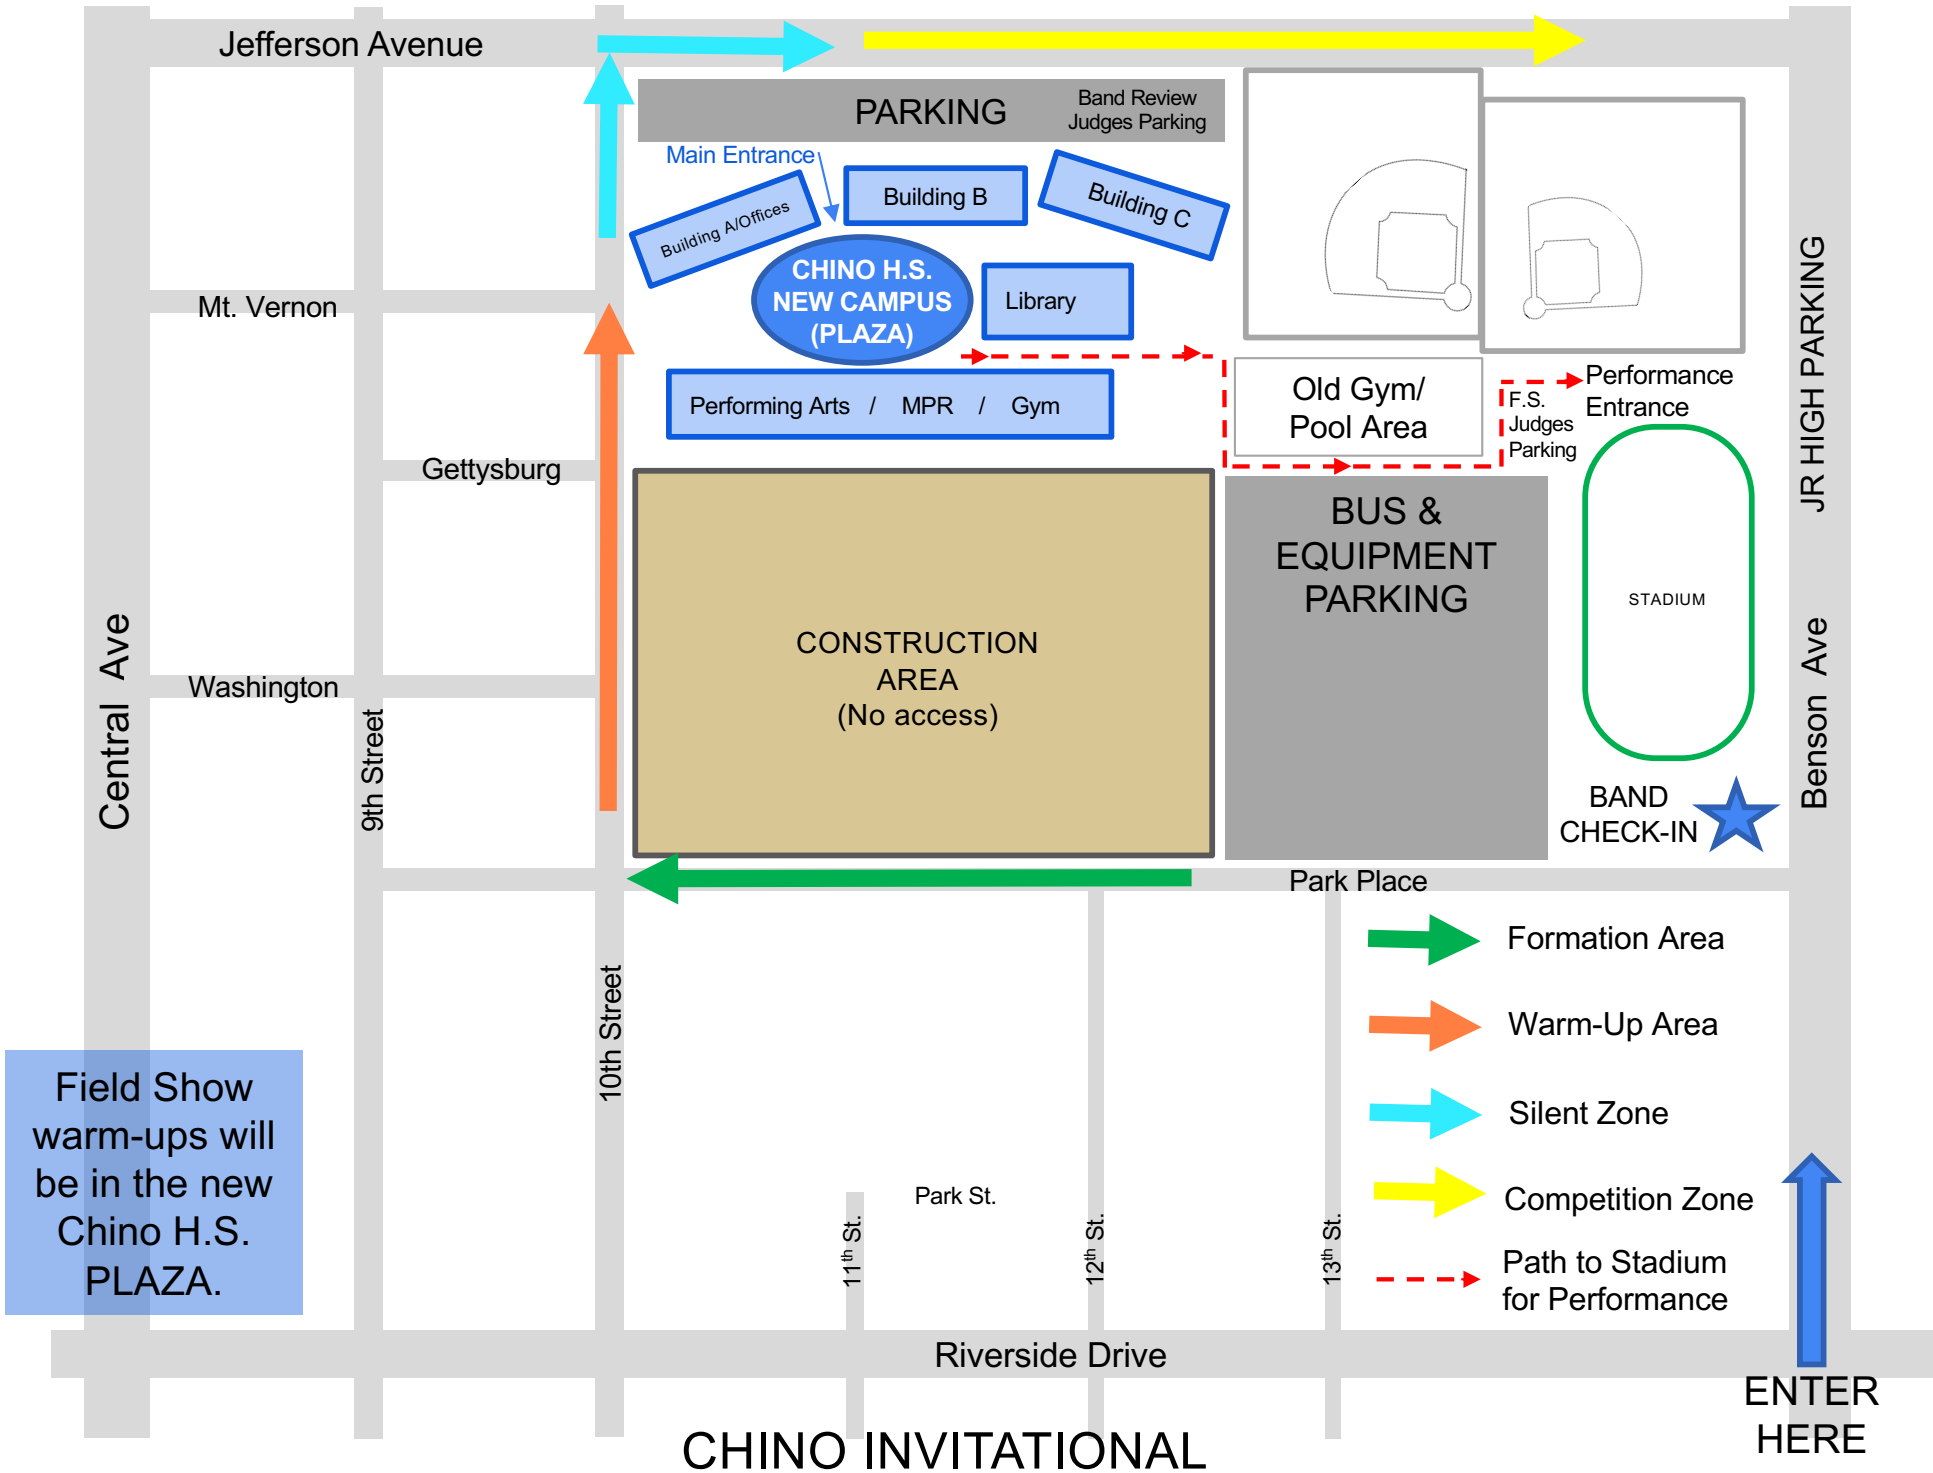 Jefferson Avenue
PARKING
Band Review
Judges Parking
Main Entrance
Building A/Offices
Building B
Building C
CHINO H.S.
NEW CAMPUS
(PLAZA)
Library
Mt. Vernon
Performing Arts / MPR / Gym
Old Gym/
Pool Area
Performance
Entrance
F.S.
Judges
Parking
JR HIGH PARKING
Gettysburg
BUS &
EQUIPMENT
PARKING
STADIUM
CONSTRUCTION
AREA
(No access)
Washington
Central Ave
9th Street
Benson Ave
BAND
CHECK-IN
Park Place
10th Street
Formation Area
Warm-Up Area
Silent Zone
Competition Zone
Path to Stadium
for Performance
Field Show
warm-ups will
be in the new
Chino H.S.
PLAZA.
Park St.
11th St.
12th St.
13th St.
Riverside Drive
ENTER
HERE
CHINO INVITATIONAL